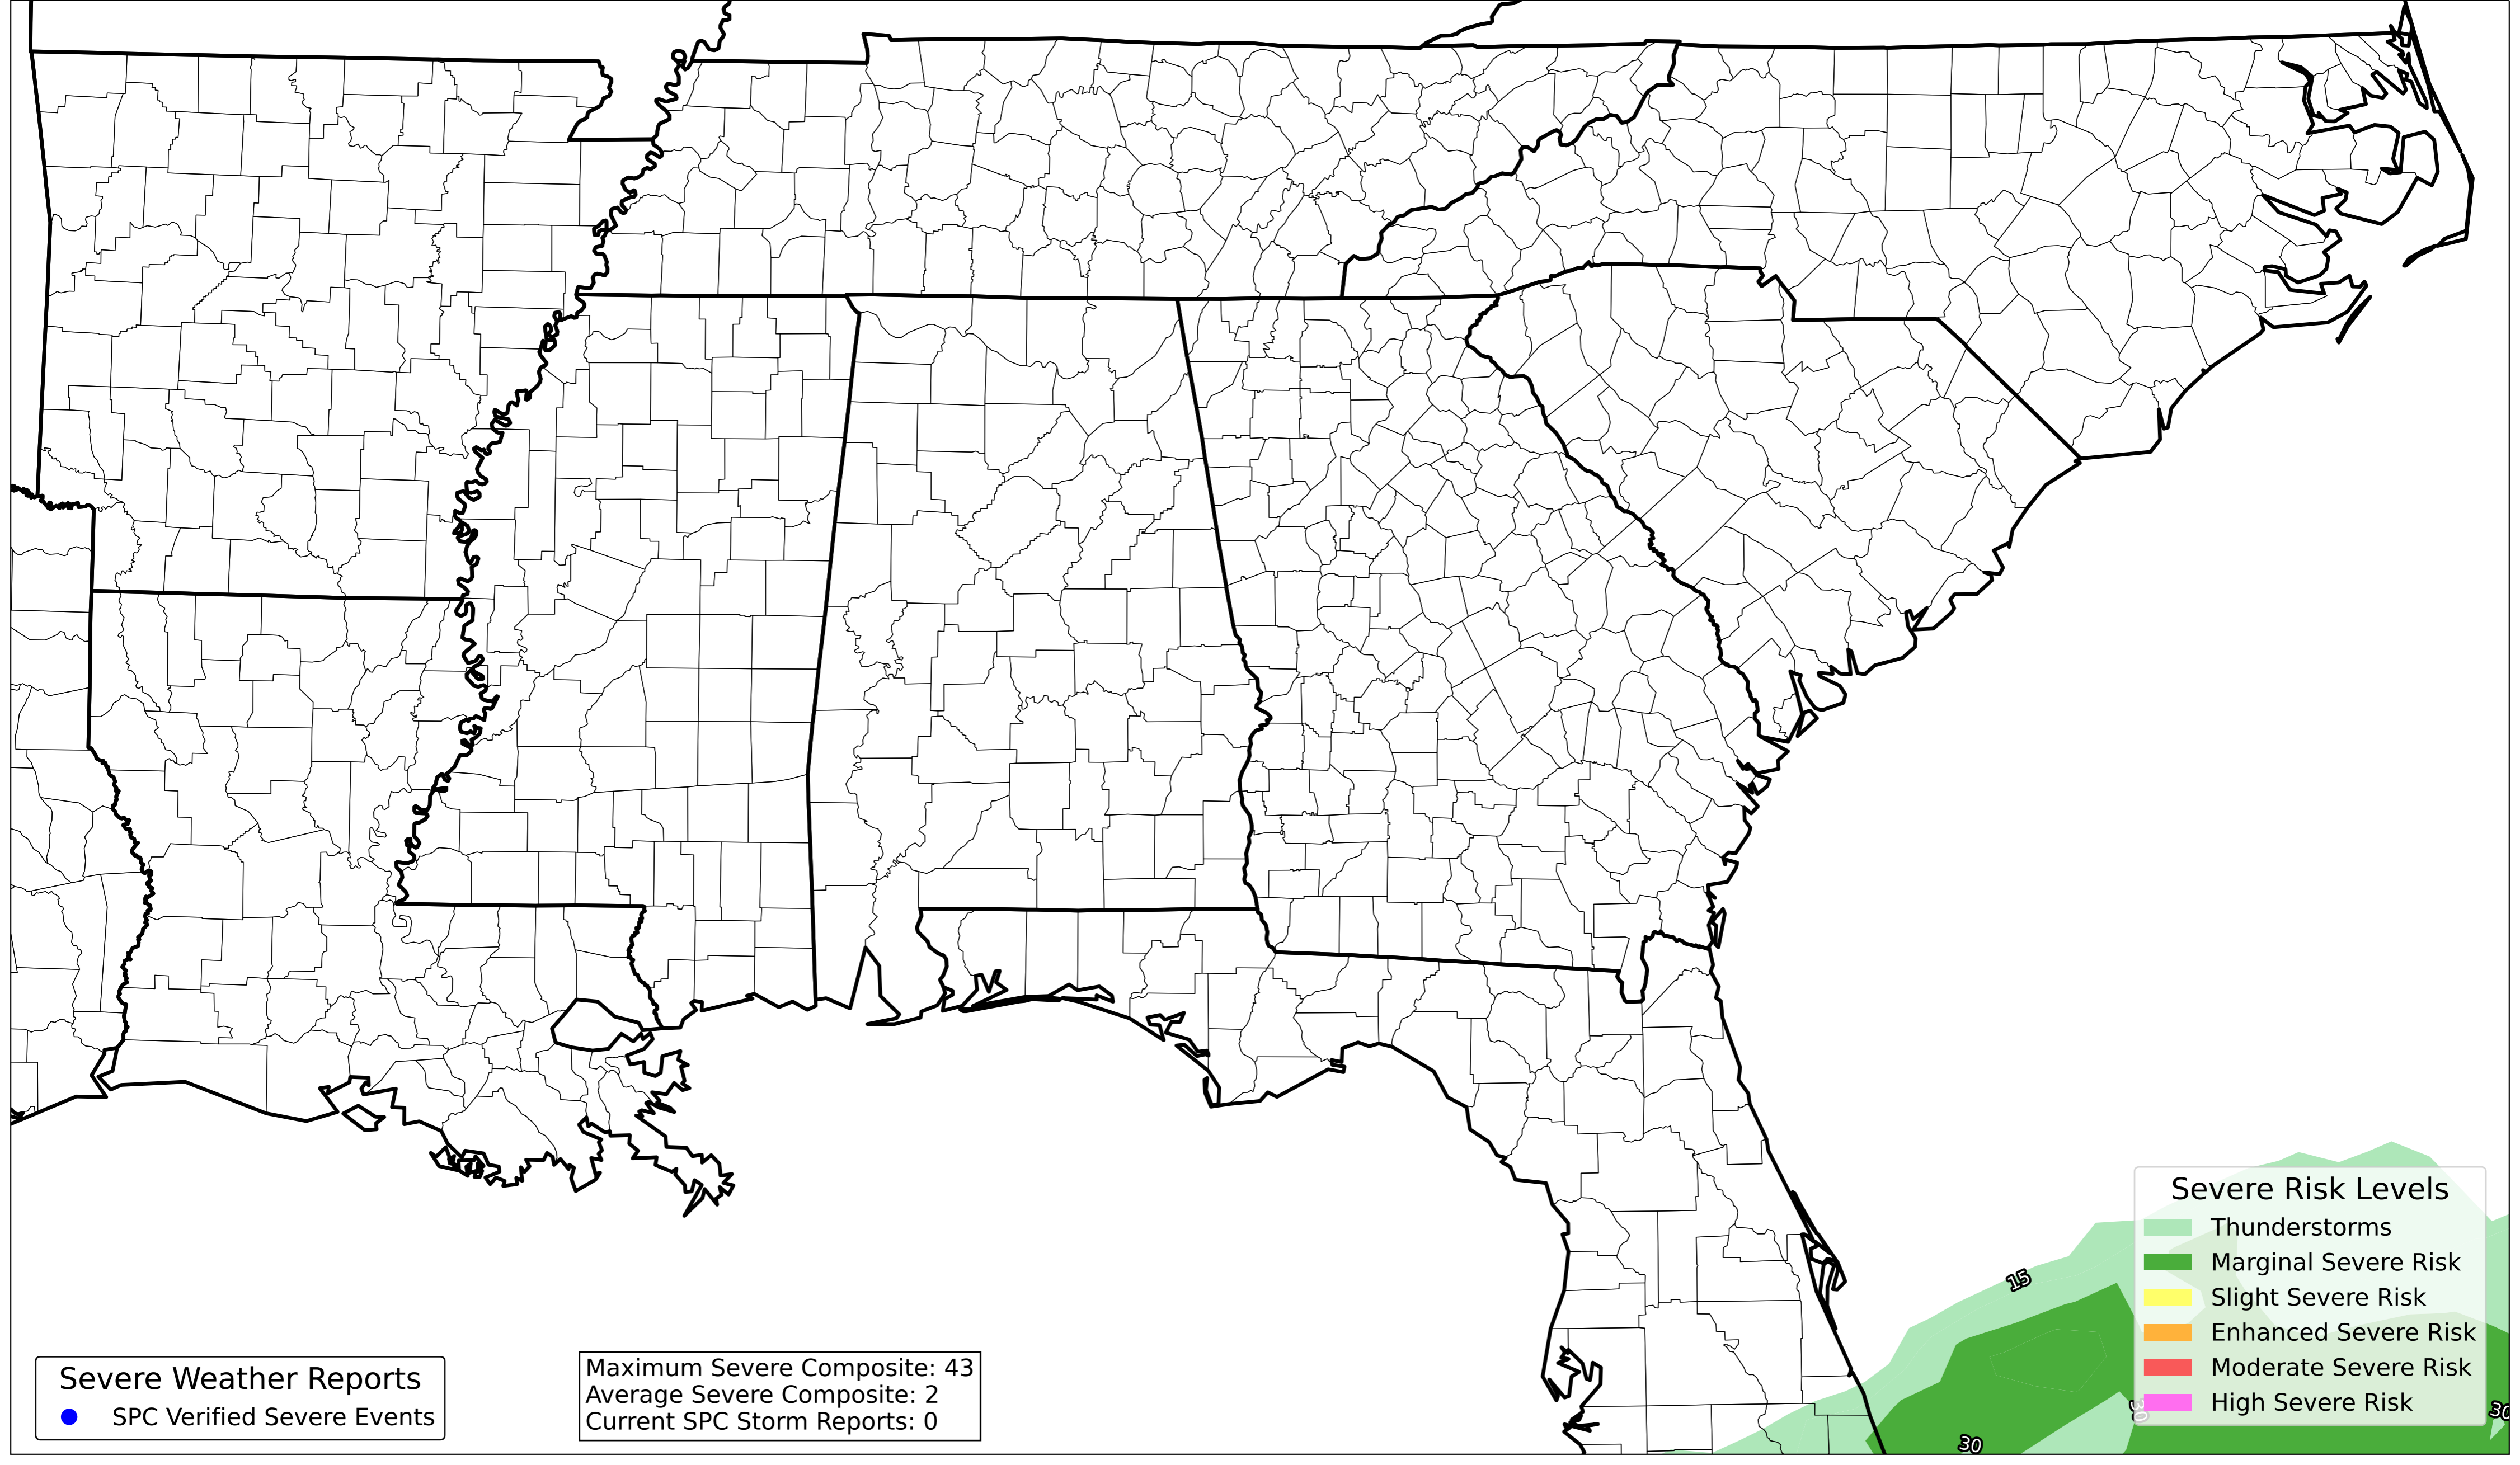 15
Severe Risk Levels
Thunderstorms
Marginal Severe Risk
Slight Severe Risk
Enhanced Severe Risk
Moderate Severe Risk
High Severe Risk
30
30
30
Severe Weather Reports
SPC Verified Severe Events
Maximum Severe Composite: 43
Average Severe Composite: 2
Current SPC Storm Reports: 0